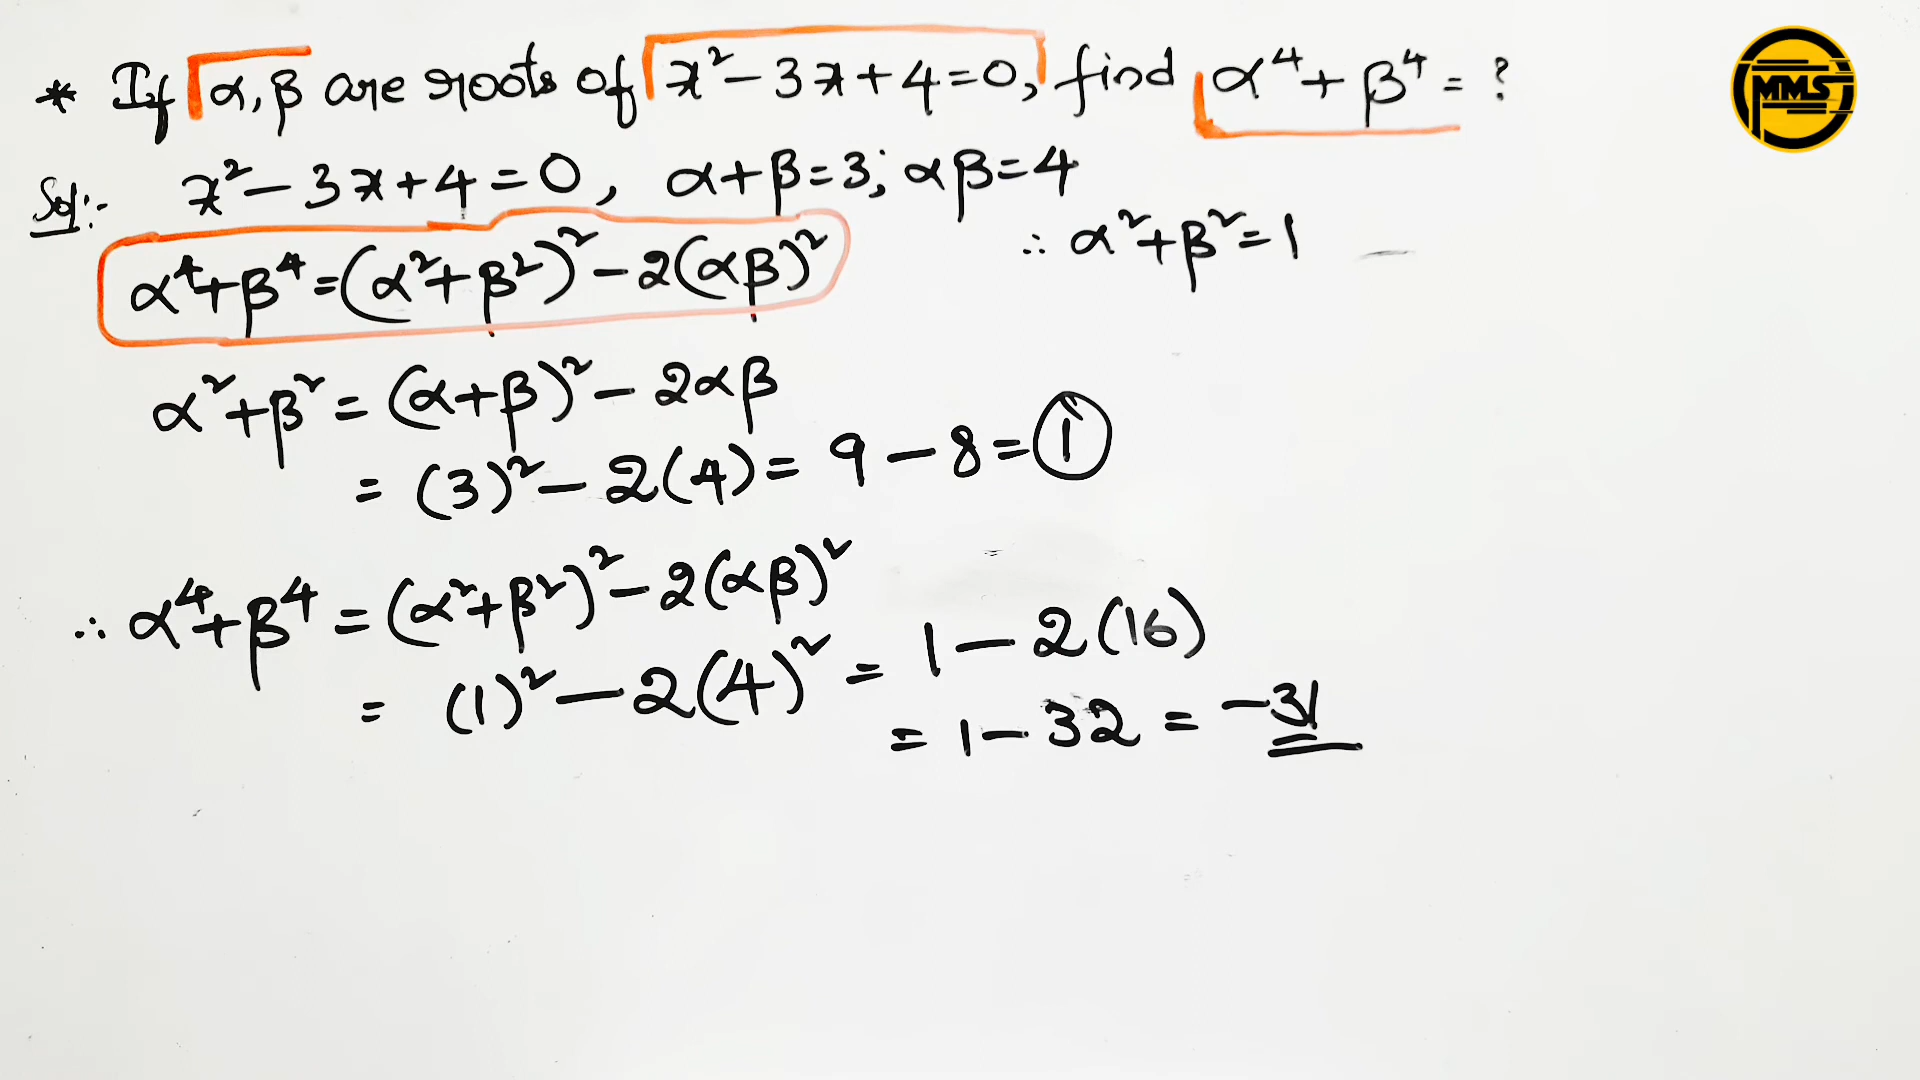 * If α, β are roots of x² - 3x + 4 = 0, find α⁴ + β⁴ = ?
MMS
Sol:- x² - 3x + 4 = 0, α + β = 3; αβ = 4
∴ α² + β² = 1
α⁴ + β⁴ = (α² + β²)² - 2(αβ)²
α² + β² = (α + β)² - 2αβ
= (3)² - 2(4) = 9 - 8 = 1
∴ α⁴ + β⁴ = (α² + β²)² - 2(αβ)²
= (1)² - 2(4)² = 1 - 2(16)
= 1 - 32 = -31